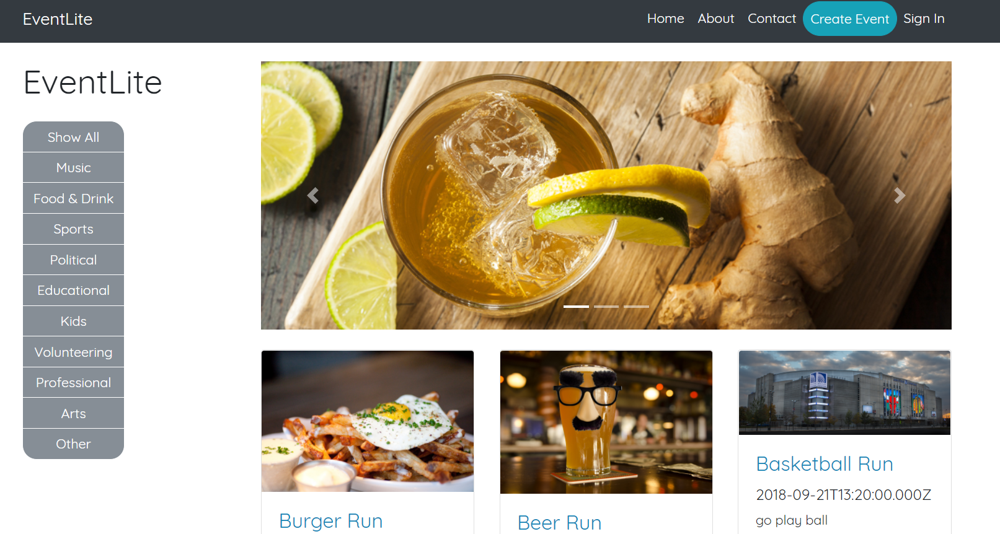 EventLite
Home About Contact Create Event Sign In
EventLite
Show All
Music
Food & Drink
Sports
Political
Educational
Kids
Volunteering
Professional
Arts
Other
Burger Run
Beer Run
Basketball Run
2018-09-21T13:20:00.000Z
go play ball